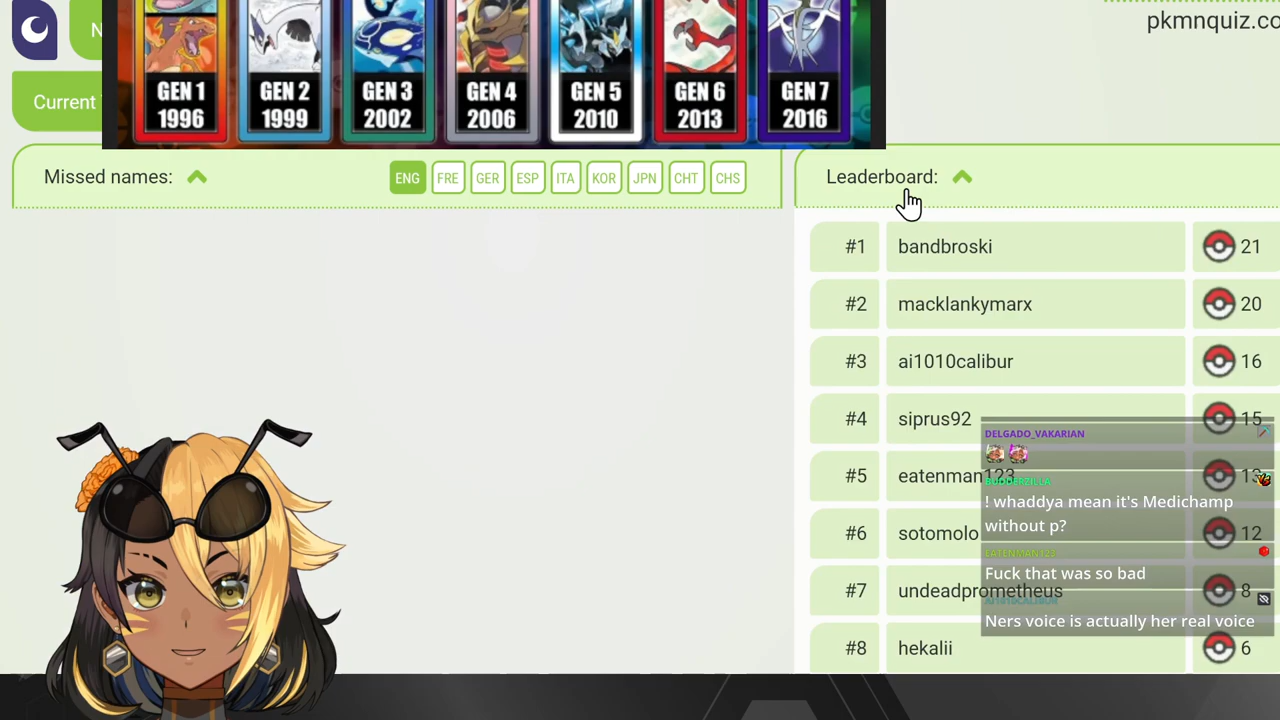 pkmnquiz.co
N
Current
GEN 1
1996
GEN 2
1999
GEN 3
2002
GEN 4
2006
GEN 5
2010
GEN 6
2013
GEN 7
2016
Missed names:
ENG
FRE
GER
ESP
ITA
KOR
JPN
CHT
CHS
Leaderboard:
#1 bandbroski 21
#2 macklankymarx 20
#3 ai1010calibur 16
#4 siprus92 15
#5 eatenman123
#6 sotomolo 12
#7 undeadprometheus 8
#8 hekalii 6
DELGADO_VAKARIAN
BUDDERZILLA
! whaddya mean it's Medichamp
without p?
EATENMAN123
Fuck that was so bad
AI1010CALIBUR
Ners voice is actually her real voice